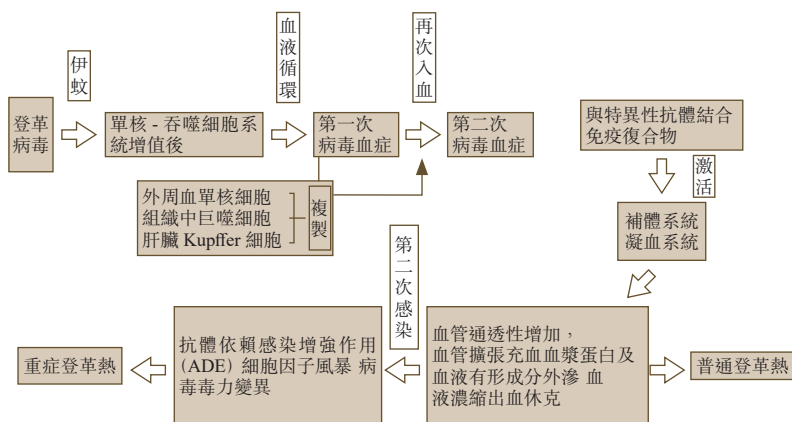 伊蚊
血液循環
再次入血
登革
病毒
單核 - 吞噬細胞系
統增值後
第一次
病毒血症
第二次
病毒血症
與特異性抗體結合
免疫復合物
激活
外周血單核細胞
組織中巨噬細胞
肝臟 Kupffer 細胞
複製
補體系統
凝血系統
第二次感染
重症登革熱
抗體依賴感染增強作用
(ADE) 細胞因子風暴 病
毒毒力變異
血管通透性增加，
血管擴張充血血漿蛋白及
血液有形成分外滲 血
液濃縮出血休克
普通登革熱